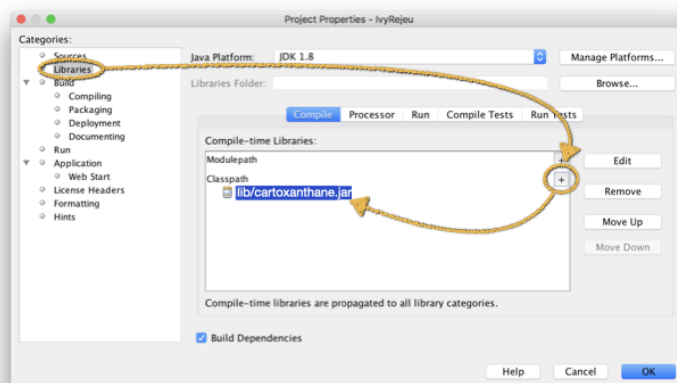 Project Properties - IvyRejeu
Categories:
Sources
Libraries
Build
Compiling
Packaging
Deployment
Documenting
Run
Application
Web Start
License Headers
Formatting
Hints
Java Platform: JDK 1.8 Manage Platforms...
Libraries Folder: Browse...
Compile Processor Run Compile Tests Run Tests
Compile-time Libraries:
Modulepath + Edit
Classpath +
lib/cartoxanthane.jar Remove
Move Up
Move Down
Compile-time libraries are propagated to all library categories.
Build Dependencies
Help Cancel OK